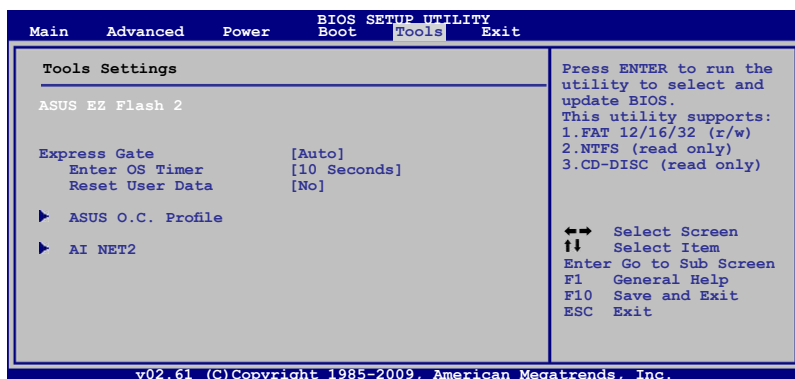 BIOS SETUP UTILITY
Main Advanced Power Boot Tools Exit
Tools Settings
ASUS EZ Flash 2
Express Gate [Auto]
Enter OS Timer [10 Seconds]
Reset User Data [No]
ASUS O.C. Profile
AI NET2
Press ENTER to run the
utility to select and
update BIOS.
This utility supports:
1.FAT 12/16/32 (r/w)
2.NTFS (read only)
3.CD-DISC (read only)
Select Screen
Select Item
Enter Go to Sub Screen
F1 General Help
F10 Save and Exit
ESC Exit
v02.61 (C)Copyright 1985-2009, American Megatrends, Inc.